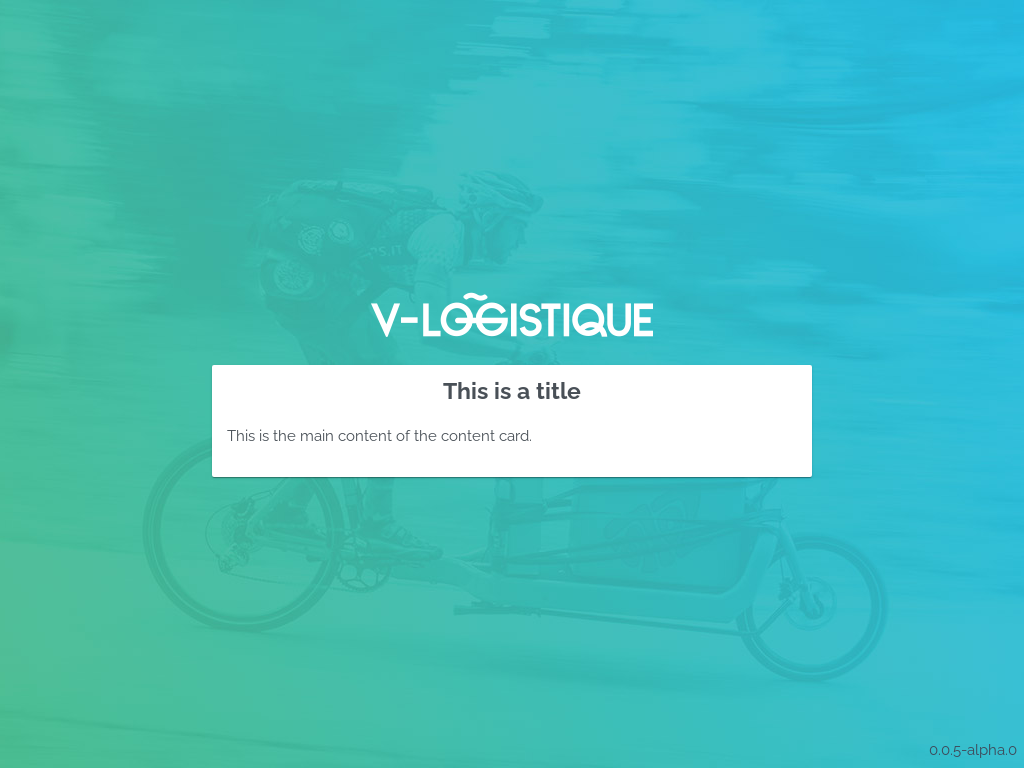 V-LOGISTIQUE
This is a title
This is the main content of the content card.
0.0.5-alpha.0